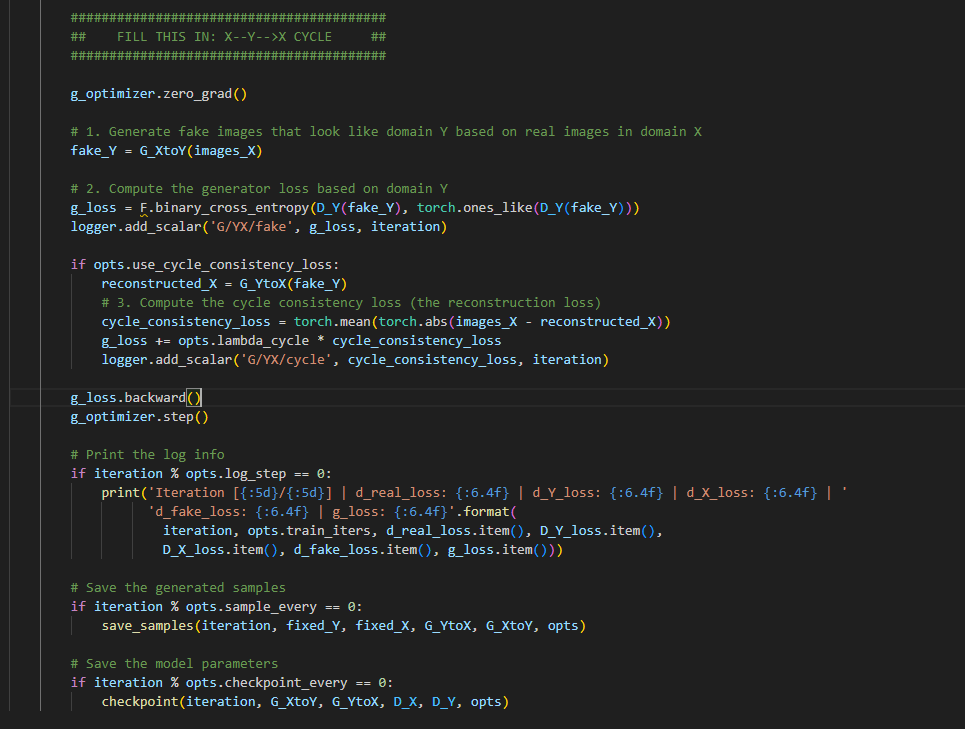 #########################################
##    FILL THIS IN: X--Y-->X CYCLE     ##
#########################################
g_optimizer.zero_grad()
# 1. Generate fake images that look like domain Y based on real images in domain X
fake_Y = G_XtoY(images_X)
# 2. Compute the generator loss based on domain Y
g_loss = F.binary_cross_entropy(D_Y(fake_Y), torch.ones_like(D_Y(fake_Y)))
logger.add_scalar('G/YX/fake', g_loss, iteration)
if opts.use_cycle_consistency_loss:
    reconstructed_X = G_YtoX(fake_Y)
    # 3. Compute the cycle consistency loss (the reconstruction loss)
    cycle_consistency_loss = torch.mean(torch.abs(images_X - reconstructed_X))
    g_loss += opts.lambda_cycle * cycle_consistency_loss
    logger.add_scalar('G/YX/cycle', cycle_consistency_loss, iteration)
g_loss.backward()
g_optimizer.step()
# Print the log info
if iteration % opts.log_step == 0:
    print('Iteration [{:5d}/{:5d}] | d_real_loss: {:6.4f} | d_Y_loss: {:6.4f} | d_X_loss: {:6.4f} | '
          'd_fake_loss: {:6.4f} | g_loss: {:6.4f}'.format(
            iteration, opts.train_iters, d_real_loss.item(), D_Y_loss.item(),
            D_X_loss.item(), d_fake_loss.item(), g_loss.item()))
# Save the generated samples
if iteration % opts.sample_every == 0:
    save_samples(iteration, fixed_Y, fixed_X, G_YtoX, G_XtoY, opts)
# Save the model parameters
if iteration % opts.checkpoint_every == 0:
    checkpoint(iteration, G_XtoY, G_YtoX, D_X, D_Y, opts)